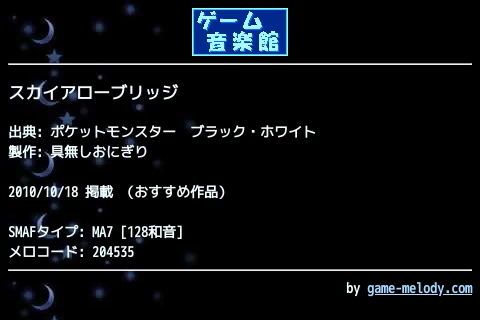 ゲーム
音楽館
スカイアローブリッジ
出典: ポケットモンスター　ブラック・ホワイト
製作: 具無しおにぎり
2010/10/18 掲載　(おすすめ作品)
SMAFタイプ: MA7 [128和音]
メロコード: 204535
by game-melody.com